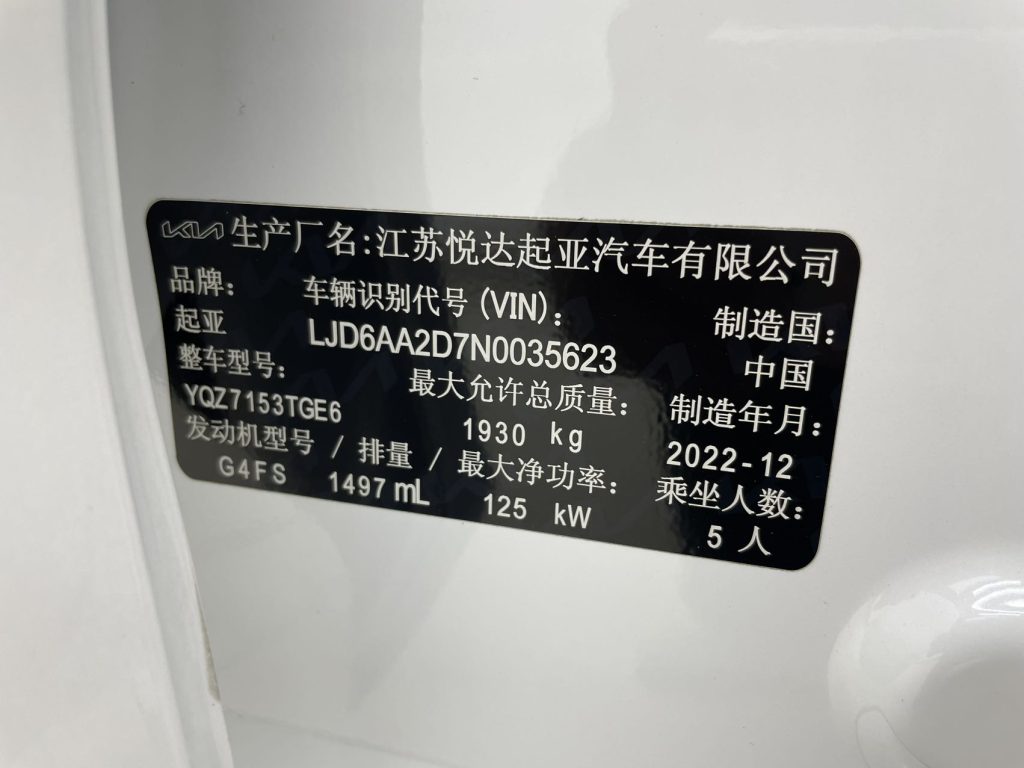 KIA 生产厂名:江苏悦达起亚汽车有限公司
品牌: 车辆识别代号 (VIN): 制造国:
起亚 LJD6AA2D7N0035623 中国
整车型号: 最大允许总质量: 制造年月:
YQZ7153TGE6 1930 kg 2022-12
发动机型号 / 排量 / 最大净功率: 乘坐人数:
G4FS 1497 mL 125 kW 5 人